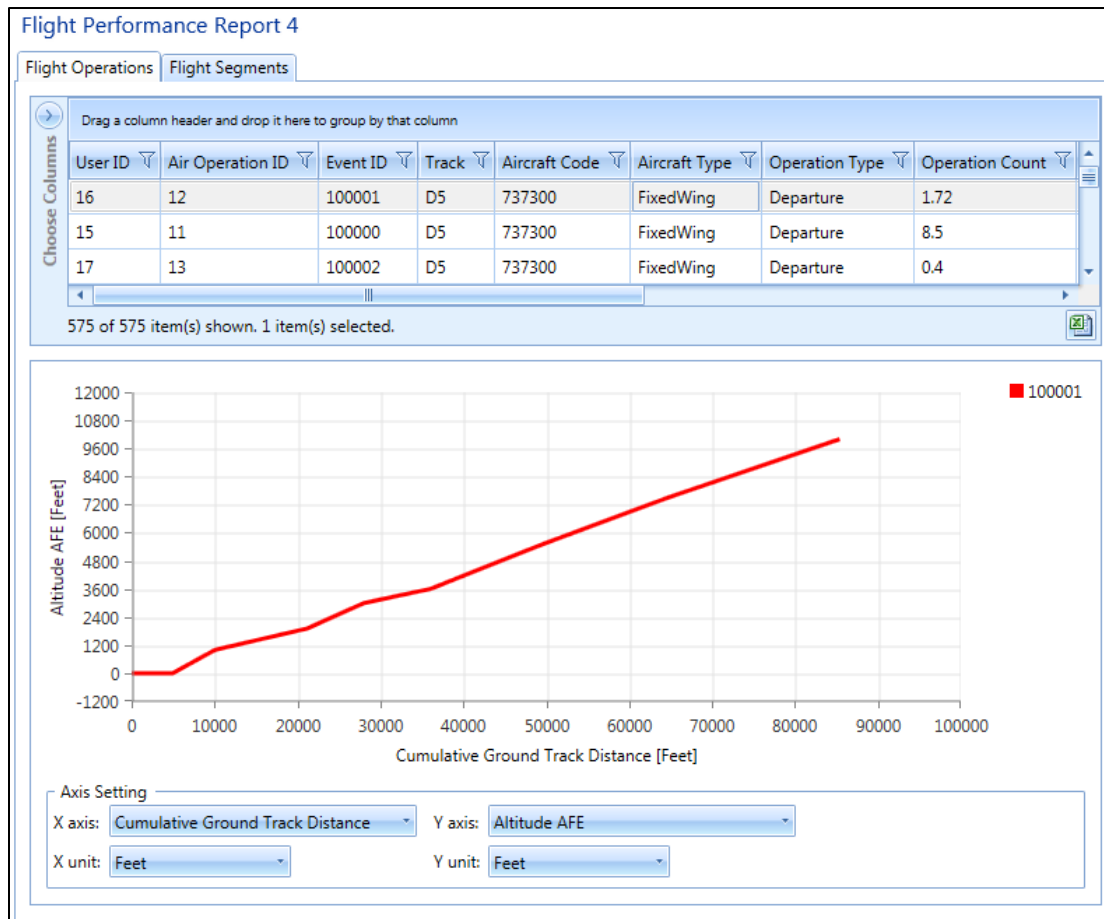 Flight Performance Report 4
Flight Operations Flight Segments
Choose Columns
Drag a column header and drop it here to group by that column
User ID Air Operation ID Event ID Track Aircraft Code Aircraft Type Operation Type Operation Count
16 12 100001 D5 737300 FixedWing Departure 1.72
15 11 100000 D5 737300 FixedWing Departure 8.5
17 13 100002 D5 737300 FixedWing Departure 0.4
575 of 575 item(s) shown. 1 item(s) selected.
100001
Altitude AFE [Feet]
12000
10800
9600
8400
7200
6000
4800
3600
2400
1200
0
-1200
0 10000 20000 30000 40000 50000 60000 70000 80000 90000 100000
Cumulative Ground Track Distance [Feet]
Axis Setting
X axis: Cumulative Ground Track Distance Y axis: Altitude AFE
X unit: Feet Y unit: Feet